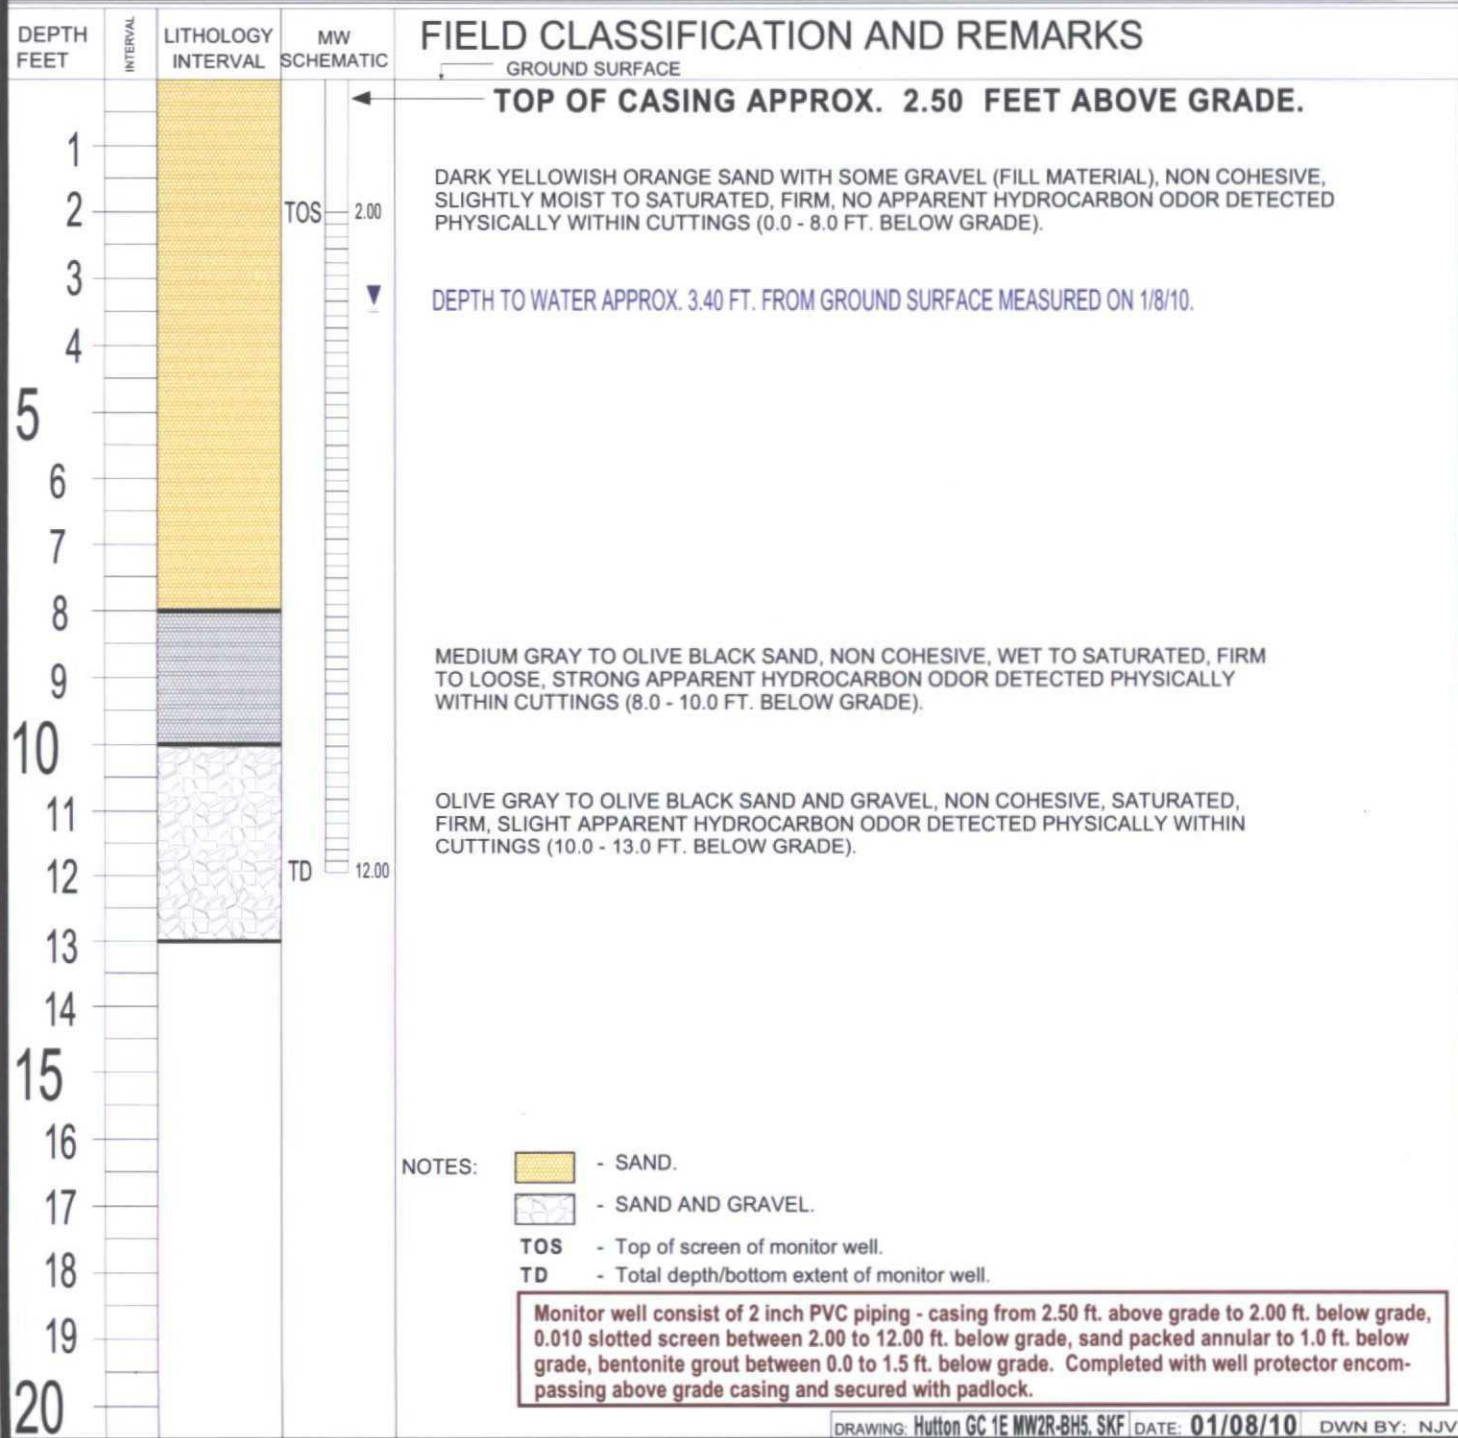 DEPTH FEET
INTERVAL
LITHOLOGY INTERVAL
MW SCHEMATIC
FIELD CLASSIFICATION AND REMARKS
GROUND SURFACE
TOP OF CASING APPROX. 2.50 FEET ABOVE GRADE.
1
DARK YELLOWISH ORANGE SAND WITH SOME GRAVEL (FILL MATERIAL), NON COHESIVE,
SLIGHTLY MOIST TO SATURATED, FIRM, NO APPARENT HYDROCARBON ODOR DETECTED
PHYSICALLY WITHIN CUTTINGS (0.0 - 8.0 FT. BELOW GRADE).
2
TOS
2.00
3
DEPTH TO WATER APPROX. 3.40 FT. FROM GROUND SURFACE MEASURED ON 1/8/10.
4
5
6
7
8
MEDIUM GRAY TO OLIVE BLACK SAND, NON COHESIVE, WET TO SATURATED, FIRM
TO LOOSE, STRONG APPARENT HYDROCARBON ODOR DETECTED PHYSICALLY
WITHIN CUTTINGS (8.0 - 10.0 FT. BELOW GRADE).
9
10
OLIVE GRAY TO OLIVE BLACK SAND AND GRAVEL, NON COHESIVE, SATURATED,
FIRM, SLIGHT APPARENT HYDROCARBON ODOR DETECTED PHYSICALLY WITHIN
CUTTINGS (10.0 - 13.0 FT. BELOW GRADE).
11
12
TD
12.00
13
14
15
16
NOTES:
- SAND.
17
- SAND AND GRAVEL.
TOS - Top of screen of monitor well.
18
TD - Total depth/bottom extent of monitor well.
Monitor well consist of 2 inch PVC piping - casing from 2.50 ft. above grade to 2.00 ft. below grade,
0.010 slotted screen between 2.00 to 12.00 ft. below grade, sand packed annular to 1.0 ft. below
grade, bentonite grout between 0.0 to 1.5 ft. below grade. Completed with well protector encom-
passing above grade casing and secured with padlock.
19
20
DRAWING: Hutton GC 1E MW2R-BH5. SKF DATE: 01/08/10 DWN BY: NJV